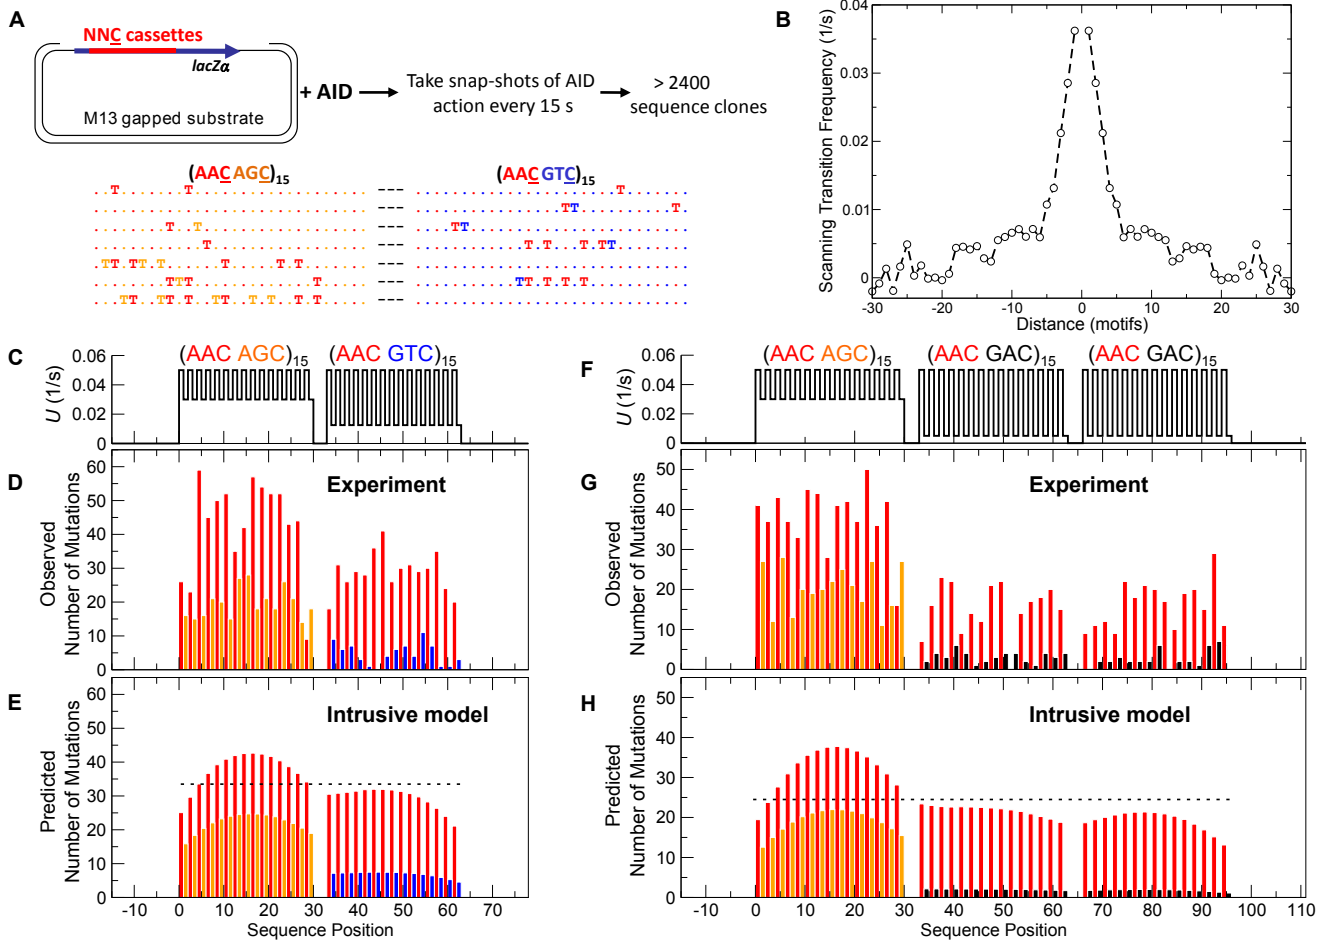 A
NNC cassettes
lacZα
M13 gapped substrate
+ AID
Take snap-shots of AID
action every 15 s
> 2400
sequence clones
(AAC AGC)15
(AAC GTC)15
T T T
T T T
T T T T
T T T T T T
T T T T T T T T T T T
T T T T T T T T T
T T T T T T T T T T
B
Scanning Transition Frequency (1/s)
0.04
0.03
0.02
0.01
0
-30 -20 -10 0 10 20 30
Distance (motifs)
C
(AAC AGC)15 (AAC GTC)15
U (1/s)
0.06
0.04
0.02
0
D
Experiment
Observed
Number of Mutations
60
50
40
30
20
10
0
E
Intrusive model
Predicted
Number of Mutations
60
50
40
30
20
10
0
-10 0 10 20 30 40 50 60 70
Sequence Position
F
(AAC AGC)15 (AAC GAC)15 (AAC GAC)15
U (1/s)
0.06
0.04
0.02
0
G
Experiment
Observed
Number of Mutations
50
40
30
20
10
0
H
Intrusive model
Predicted
Number of Mutations
50
40
30
20
10
0
-10 0 10 20 30 40 50 60 70 80 90 100 110
Sequence Position